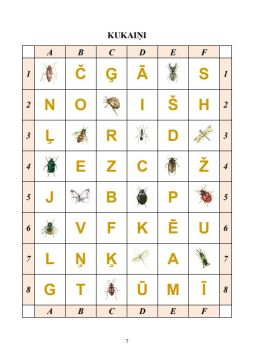 KUKAIŅI
A B C D E F
1 Č Ģ Ā S 1
2 N O I Š H 2
3 Ļ R D 3
4 E Z C Ž 4
5 J B P 5
6 V F K Ē U 6
7 L Ņ Ķ A 7
8 G T Ū M Ī 8
A B C D E F
7